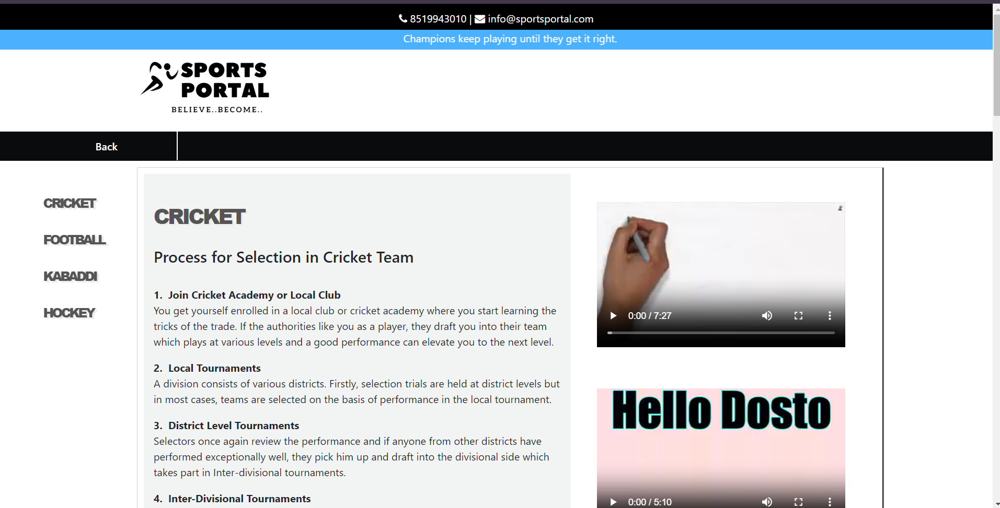 8519943010 | info@sportsportal.com
Champions keep playing until they get it right.
SPORTS
PORTAL
BELIEVE..BECOME..
Back
CRICKET
FOOTBALL
KABADDI
HOCKEY
CRICKET
Process for Selection in Cricket Team
1. Join Cricket Academy or Local Club
You get yourself enrolled in a local club or cricket academy where you start learning the
tricks of the trade. If the authorities like you as a player, they draft you into their team
which plays at various levels and a good performance can elevate you to the next level.
2. Local Tournaments
A division consists of various districts. Firstly, selection trials are held at district levels but
in most cases, teams are selected on the basis of performance in the local tournament.
3. District Level Tournaments
Selectors once again review the performance and if anyone from other districts have
performed exceptionally well, they pick him up and draft into the divisional side which
takes part in Inter-divisional tournaments.
4. Inter-Divisional Tournaments
0:00 / 7:27
Hello Dosto
0:00 / 5:10